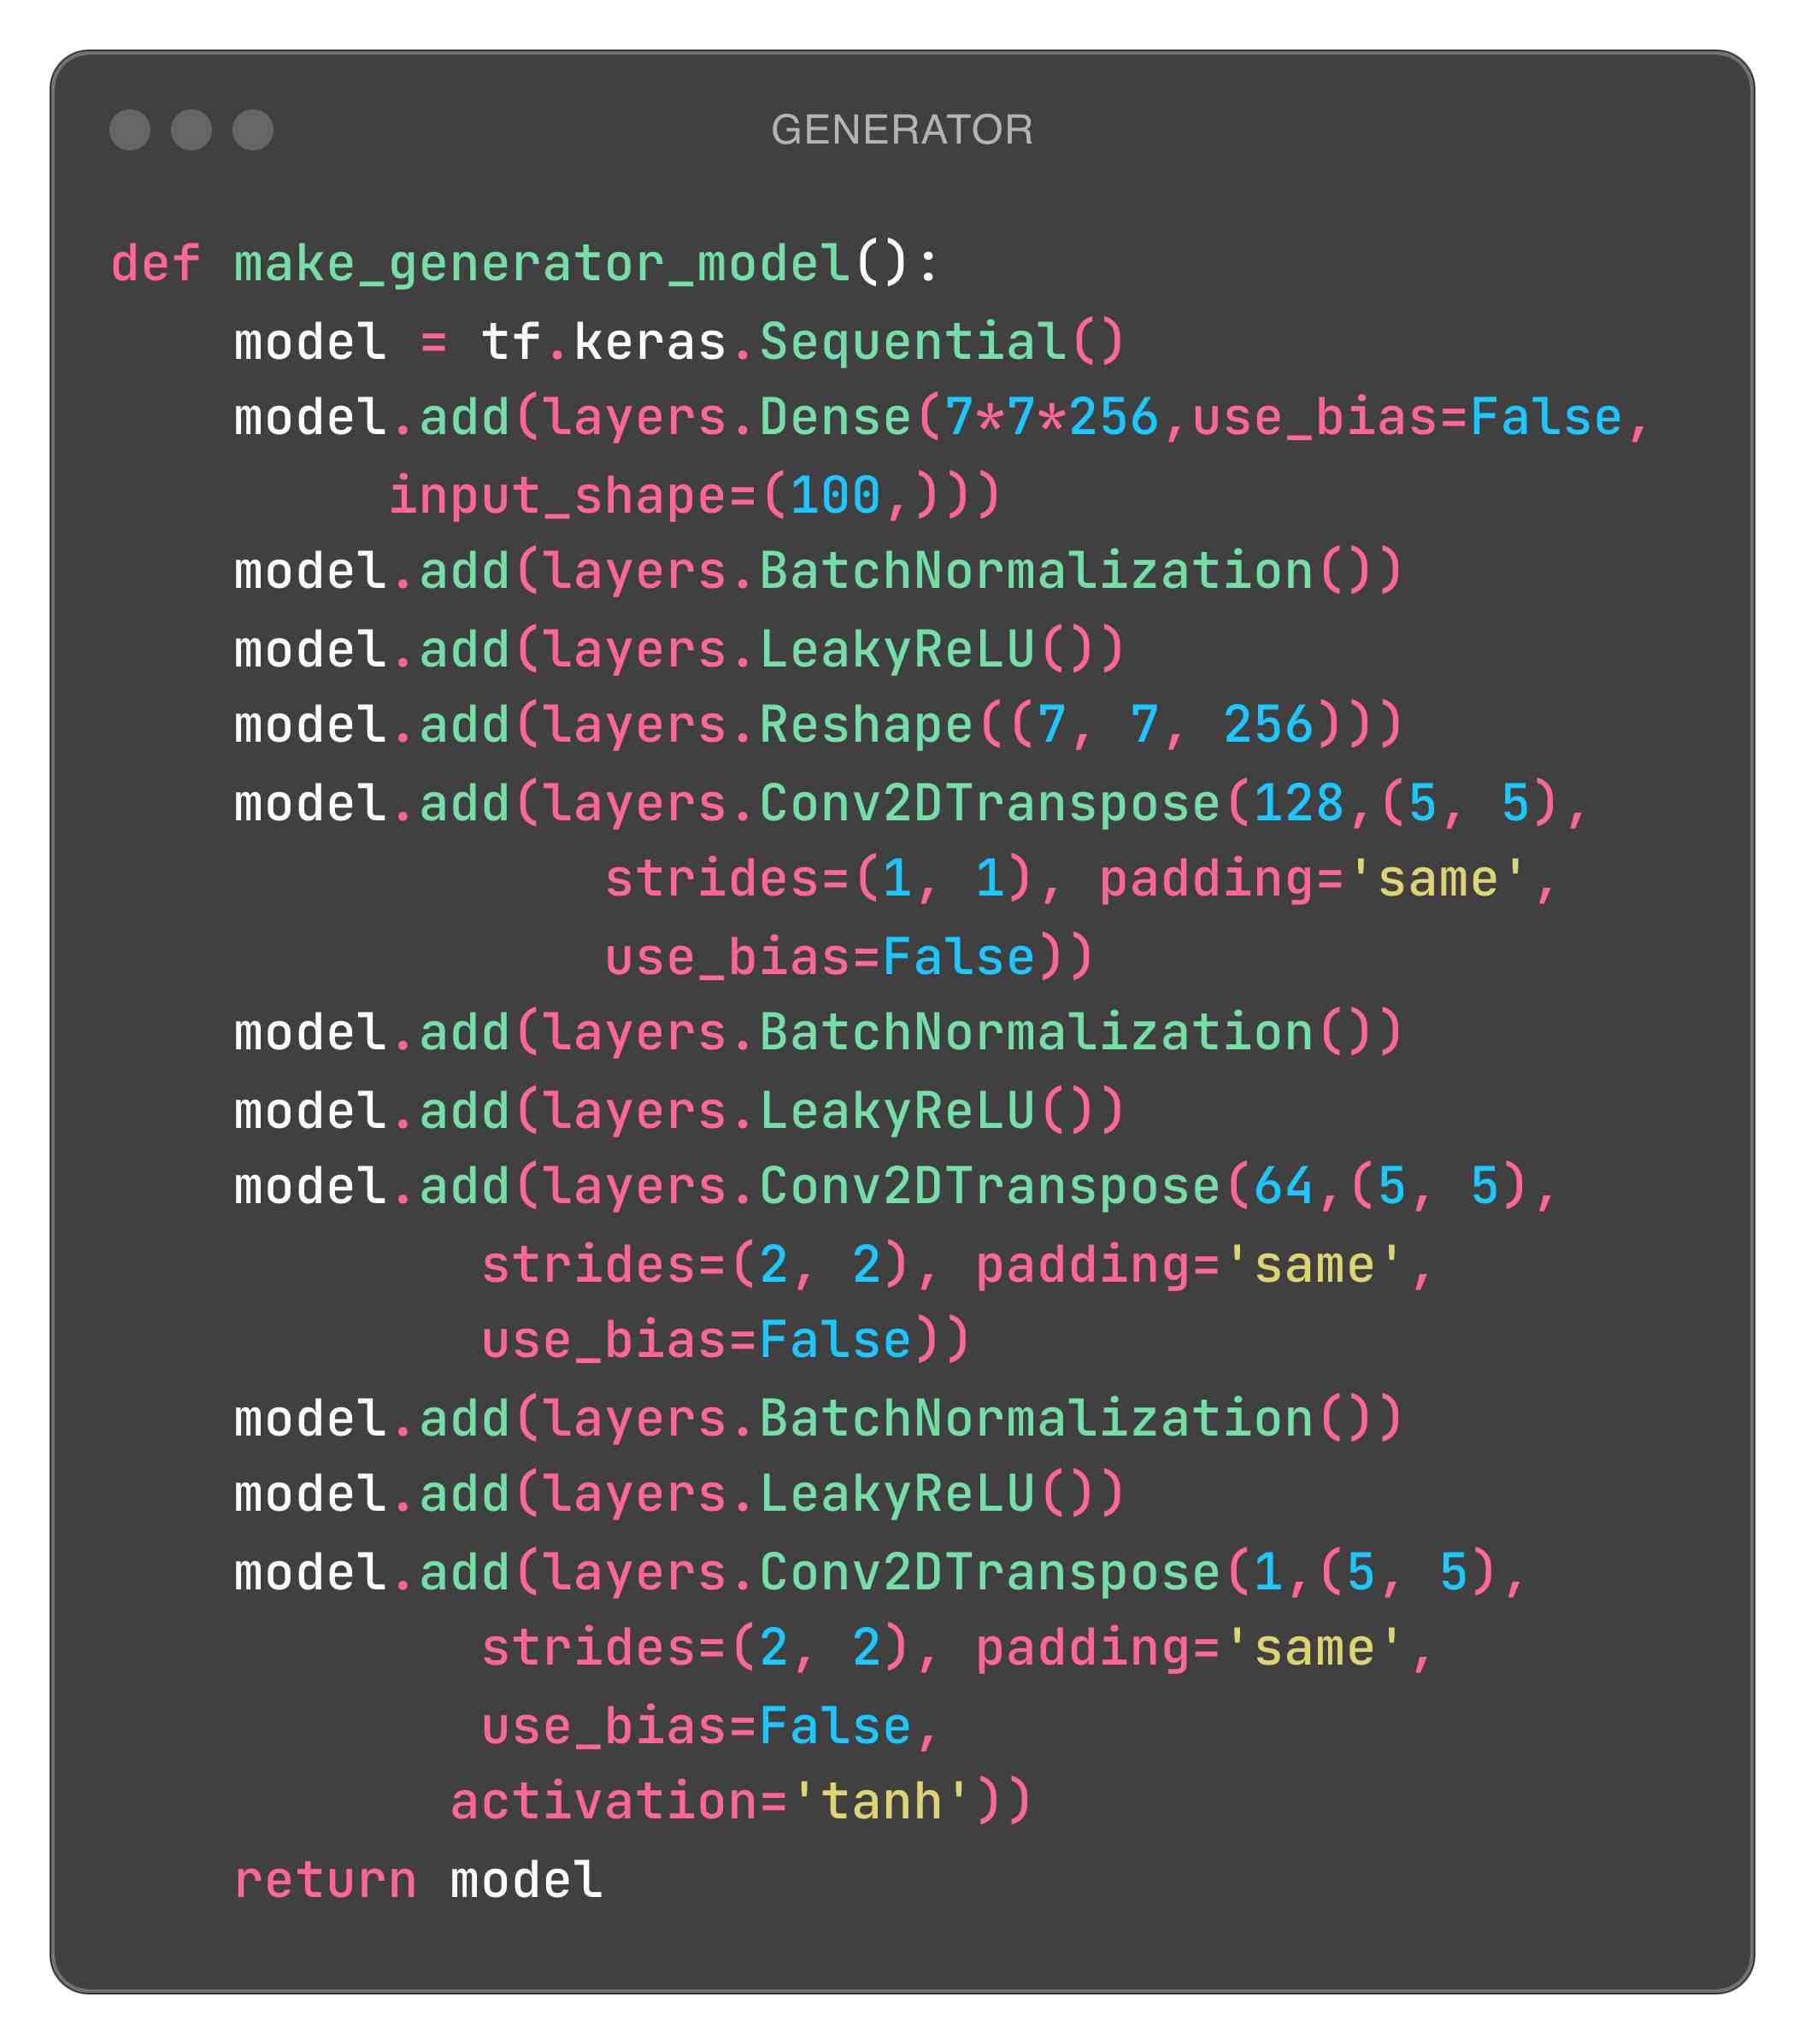 GENERATOR
def make_generator_model():
    model = tf.keras.Sequential()
    model.add(layers.Dense(7*7*256,use_bias=False,
         input_shape=(100,)))
    model.add(layers.BatchNormalization())
    model.add(layers.LeakyReLU())
    model.add(layers.Reshape((7, 7, 256)))
    model.add(layers.Conv2DTranspose(128,(5, 5),
                strides=(1, 1), padding='same',
                use_bias=False))
    model.add(layers.BatchNormalization())
    model.add(layers.LeakyReLU())
    model.add(layers.Conv2DTranspose(64,(5, 5),
            strides=(2, 2), padding='same',
            use_bias=False))
    model.add(layers.BatchNormalization())
    model.add(layers.LeakyReLU())
    model.add(layers.Conv2DTranspose(1,(5, 5),
            strides=(2, 2), padding='same',
            use_bias=False,
           activation='tanh'))
    return model